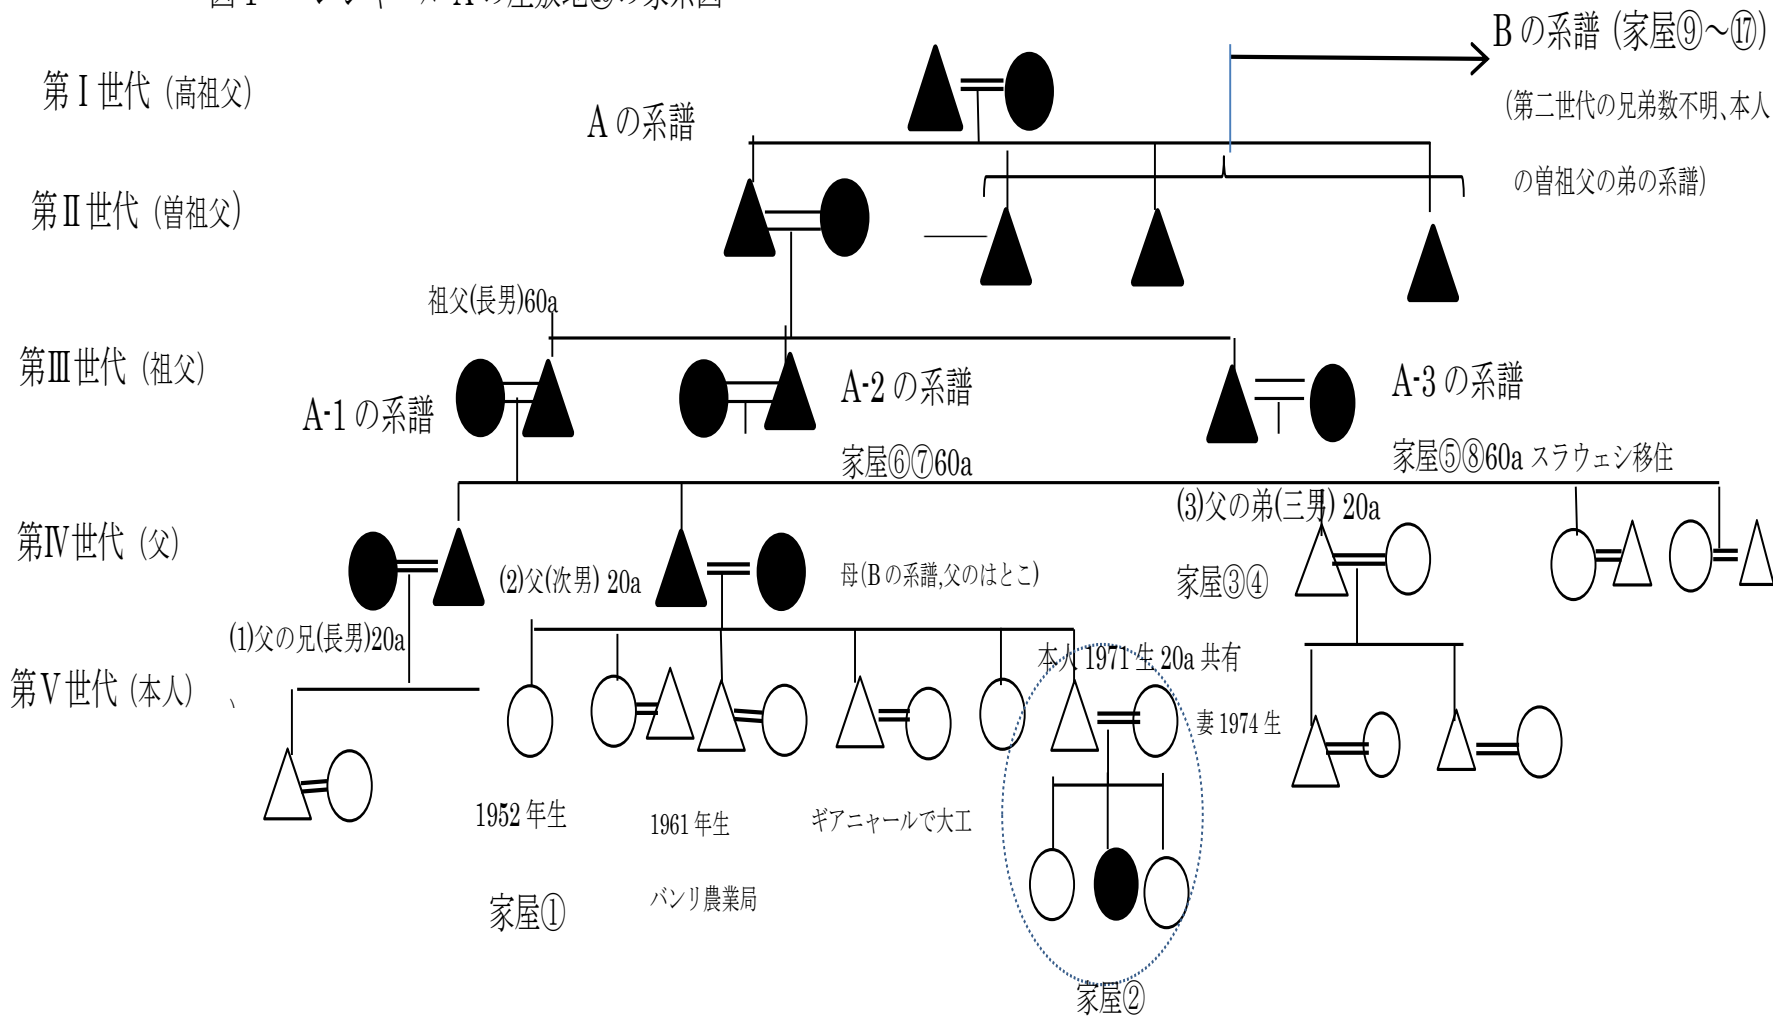 B の系譜 (家屋⑨～⑰)
第Ⅰ世代 (高祖父)
(第二世代の兄弟数不明、本人
A の系譜
の曽祖父の弟の系譜)
第Ⅱ世代 (曽祖父)
祖父(長男)60a
第Ⅲ世代 (祖父)
A-1 の系譜
A-2 の系譜
A-3 の系譜
家屋⑥⑦60a
家屋⑤⑧60a スラウェシ移住
(3)父の弟(三男) 20a
第Ⅳ世代 (父)
(2)父(次男) 20a
母(B の系譜,父のはとこ)
家屋③④
(1)父の兄(長男)20a
本人 1971 生 20a 共有
第Ⅴ世代 (本人)
、
妻 1974 生
1952 年生
1961 年生
ギアニャールで大工
家屋①
バンリ農業局
家屋②